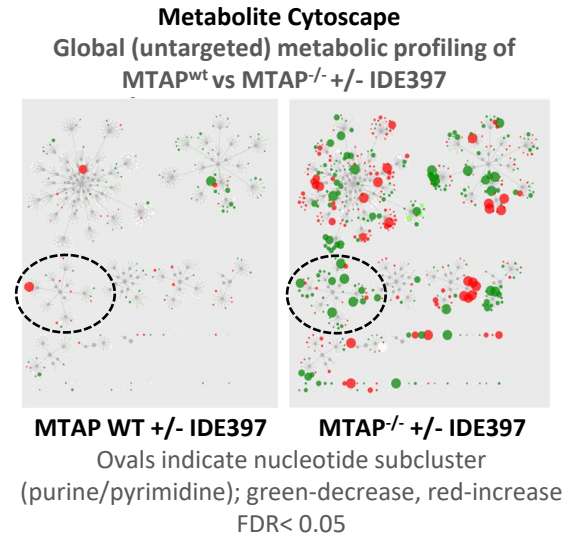 Metabolite Cytoscape
Global (untargeted) metabolic profiling of
MTAPwt vs MTAP-/- +/- IDE397
MTAP WT +/- IDE397
MTAP-/- +/- IDE397
Ovals indicate nucleotide subcluster
(purine/pyrimidine); green-decrease, red-increase
FDR< 0.05